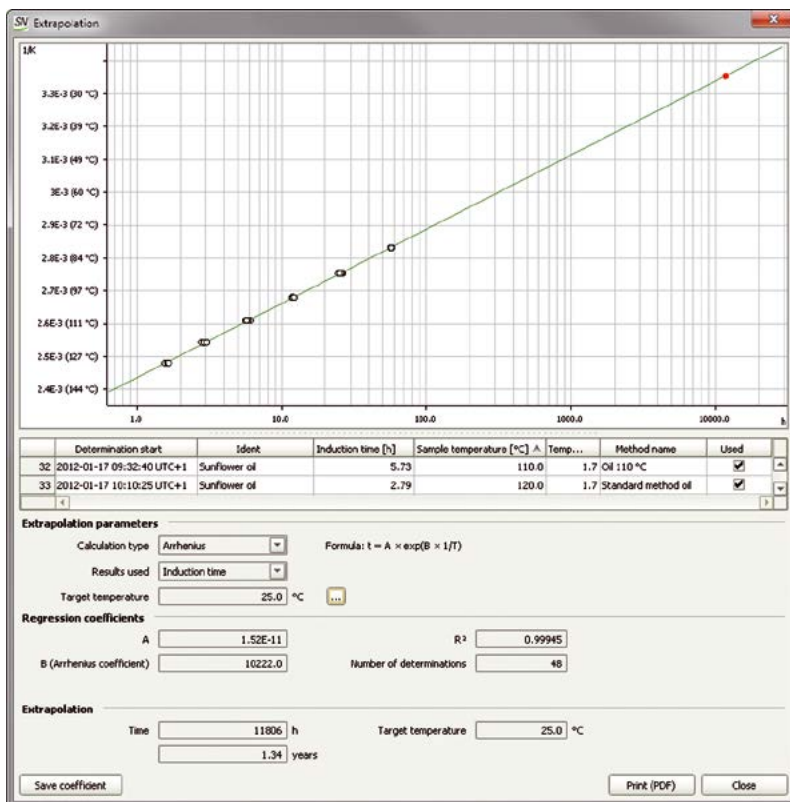 SN Extrapolation
1/K
3.3E-3 (30 °C)
3.2E-3 (39 °C)
3.1E-3 (49 °C)
3E-3 (60 °C)
2.9E-3 (72 °C)
2.8E-3 (84 °C)
2.7E-3 (97 °C)
2.6E-3 (111 °C)
2.5E-3 (127 °C)
2.4E-3 (144 °C)
1.0 10.0 100.0 1000.0 10000.0 h
Determination start Ident Induction time [h] Sample temperature [°C] Temp... Method name Used
32 2012-01-17 09:32:40 UTC+1 Sunflower oil 5.73 110.0 1.7 Oil 110 °C
33 2012-01-17 10:10:25 UTC+1 Sunflower oil 2.79 120.0 1.7 Standard method oil
Extrapolation parameters
Calculation type Arrhenius Formula: t = A × exp(B × 1/T)
Results used Induction time
Target temperature 25.0 °C ...
Regression coefficients
A 1.52E-11 R² 0.99945
B (Arrhenius coefficient) 10222.0 Number of determinations 48
Extrapolation
Time 11806 h Target temperature 25.0 °C
1.34 years
Save coefficient Print (PDF) Close